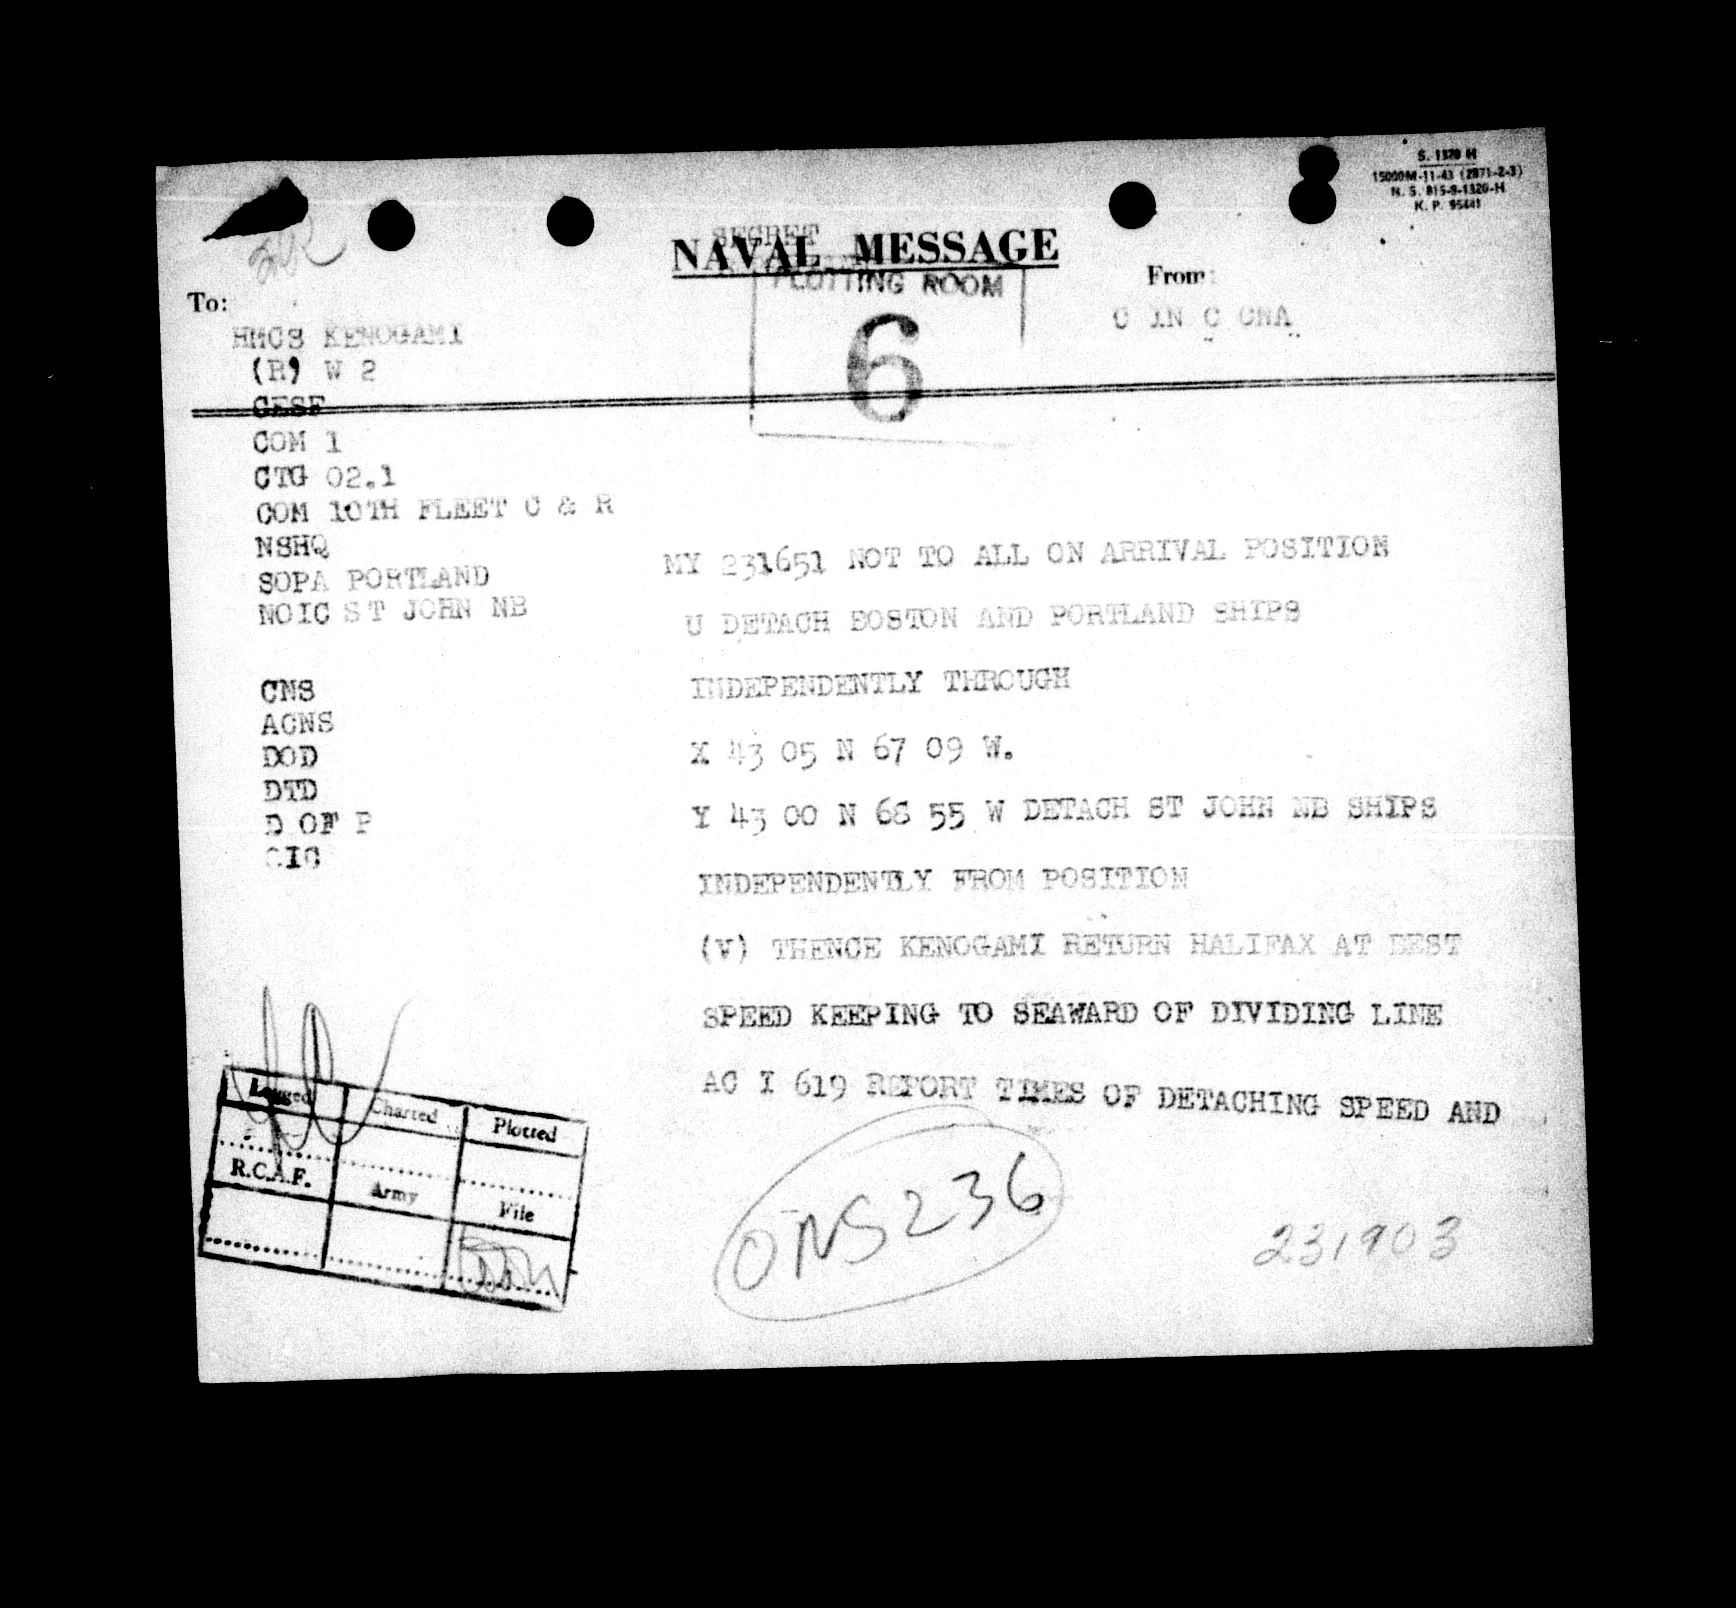 S. 1320 H
15000M-11-43 (2871-2-3)
N. S. 815-9-1320-H
K. P. 95441
SECRET
NAVAL MESSAGE
PLOTTING ROOM
6
From:
C IN C CNA
To:
HMCS KENOGAMI
(R) W 2
CESF
COM 1
CTG 02.1
COM 10TH FLEET C & R
NSHQ
SOPA PORTLAND
NOIC ST JOHN NB
CNS
ACNS
DOD
DTD
D OF P
OIC
MY 231651 NOT TO ALL ON ARRIVAL POSITION
U DETACH BOSTON AND PORTLAND SHIPS
INDEPENDENTLY THROUGH
X 43 05 N 67 09 W.
Y 43 00 N 68 55 W DETACH ST JOHN NB SHIPS
INDEPENDENTLY FROM POSITION
(V) THENCE KENOGAMI RETURN HALIFAX AT BEST
SPEED KEEPING TO SEAWARD OF DIVIDING LINE
AC I 619 REPORT TIMES OF DETACHING SPEED AND
Logged Charted Plotted
R.C.A.F. Army File
ONS 236
231903